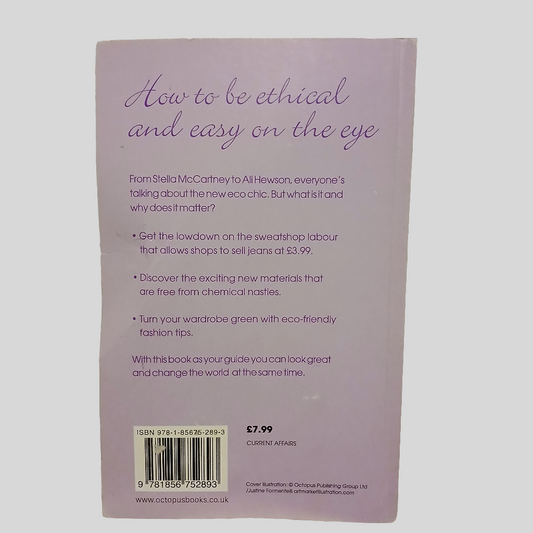 How to be ethical
and easy on the eye
From Stella McCartney to Ali Hewson, everyone's
talking about the new eco chic. But what is it and
why does it matter?
• Get the lowdown on the sweatshop labour
that allows shops to sell jeans at £3.99.
• Discover the exciting new materials that
are free from chemical nasties.
• Turn your wardrobe green with eco-friendly
fashion tips.
With this book as your guide you can look great
and change the world at the same time.
ISBN 978-1-85675-289-3
9 781856 752893
www.octopusbooks.co.uk
£7.99
CURRENT AFFAIRS
Cover illustration: © Octopus Publishing Group Ltd
/Justine Formentelli artmarketillustration.com